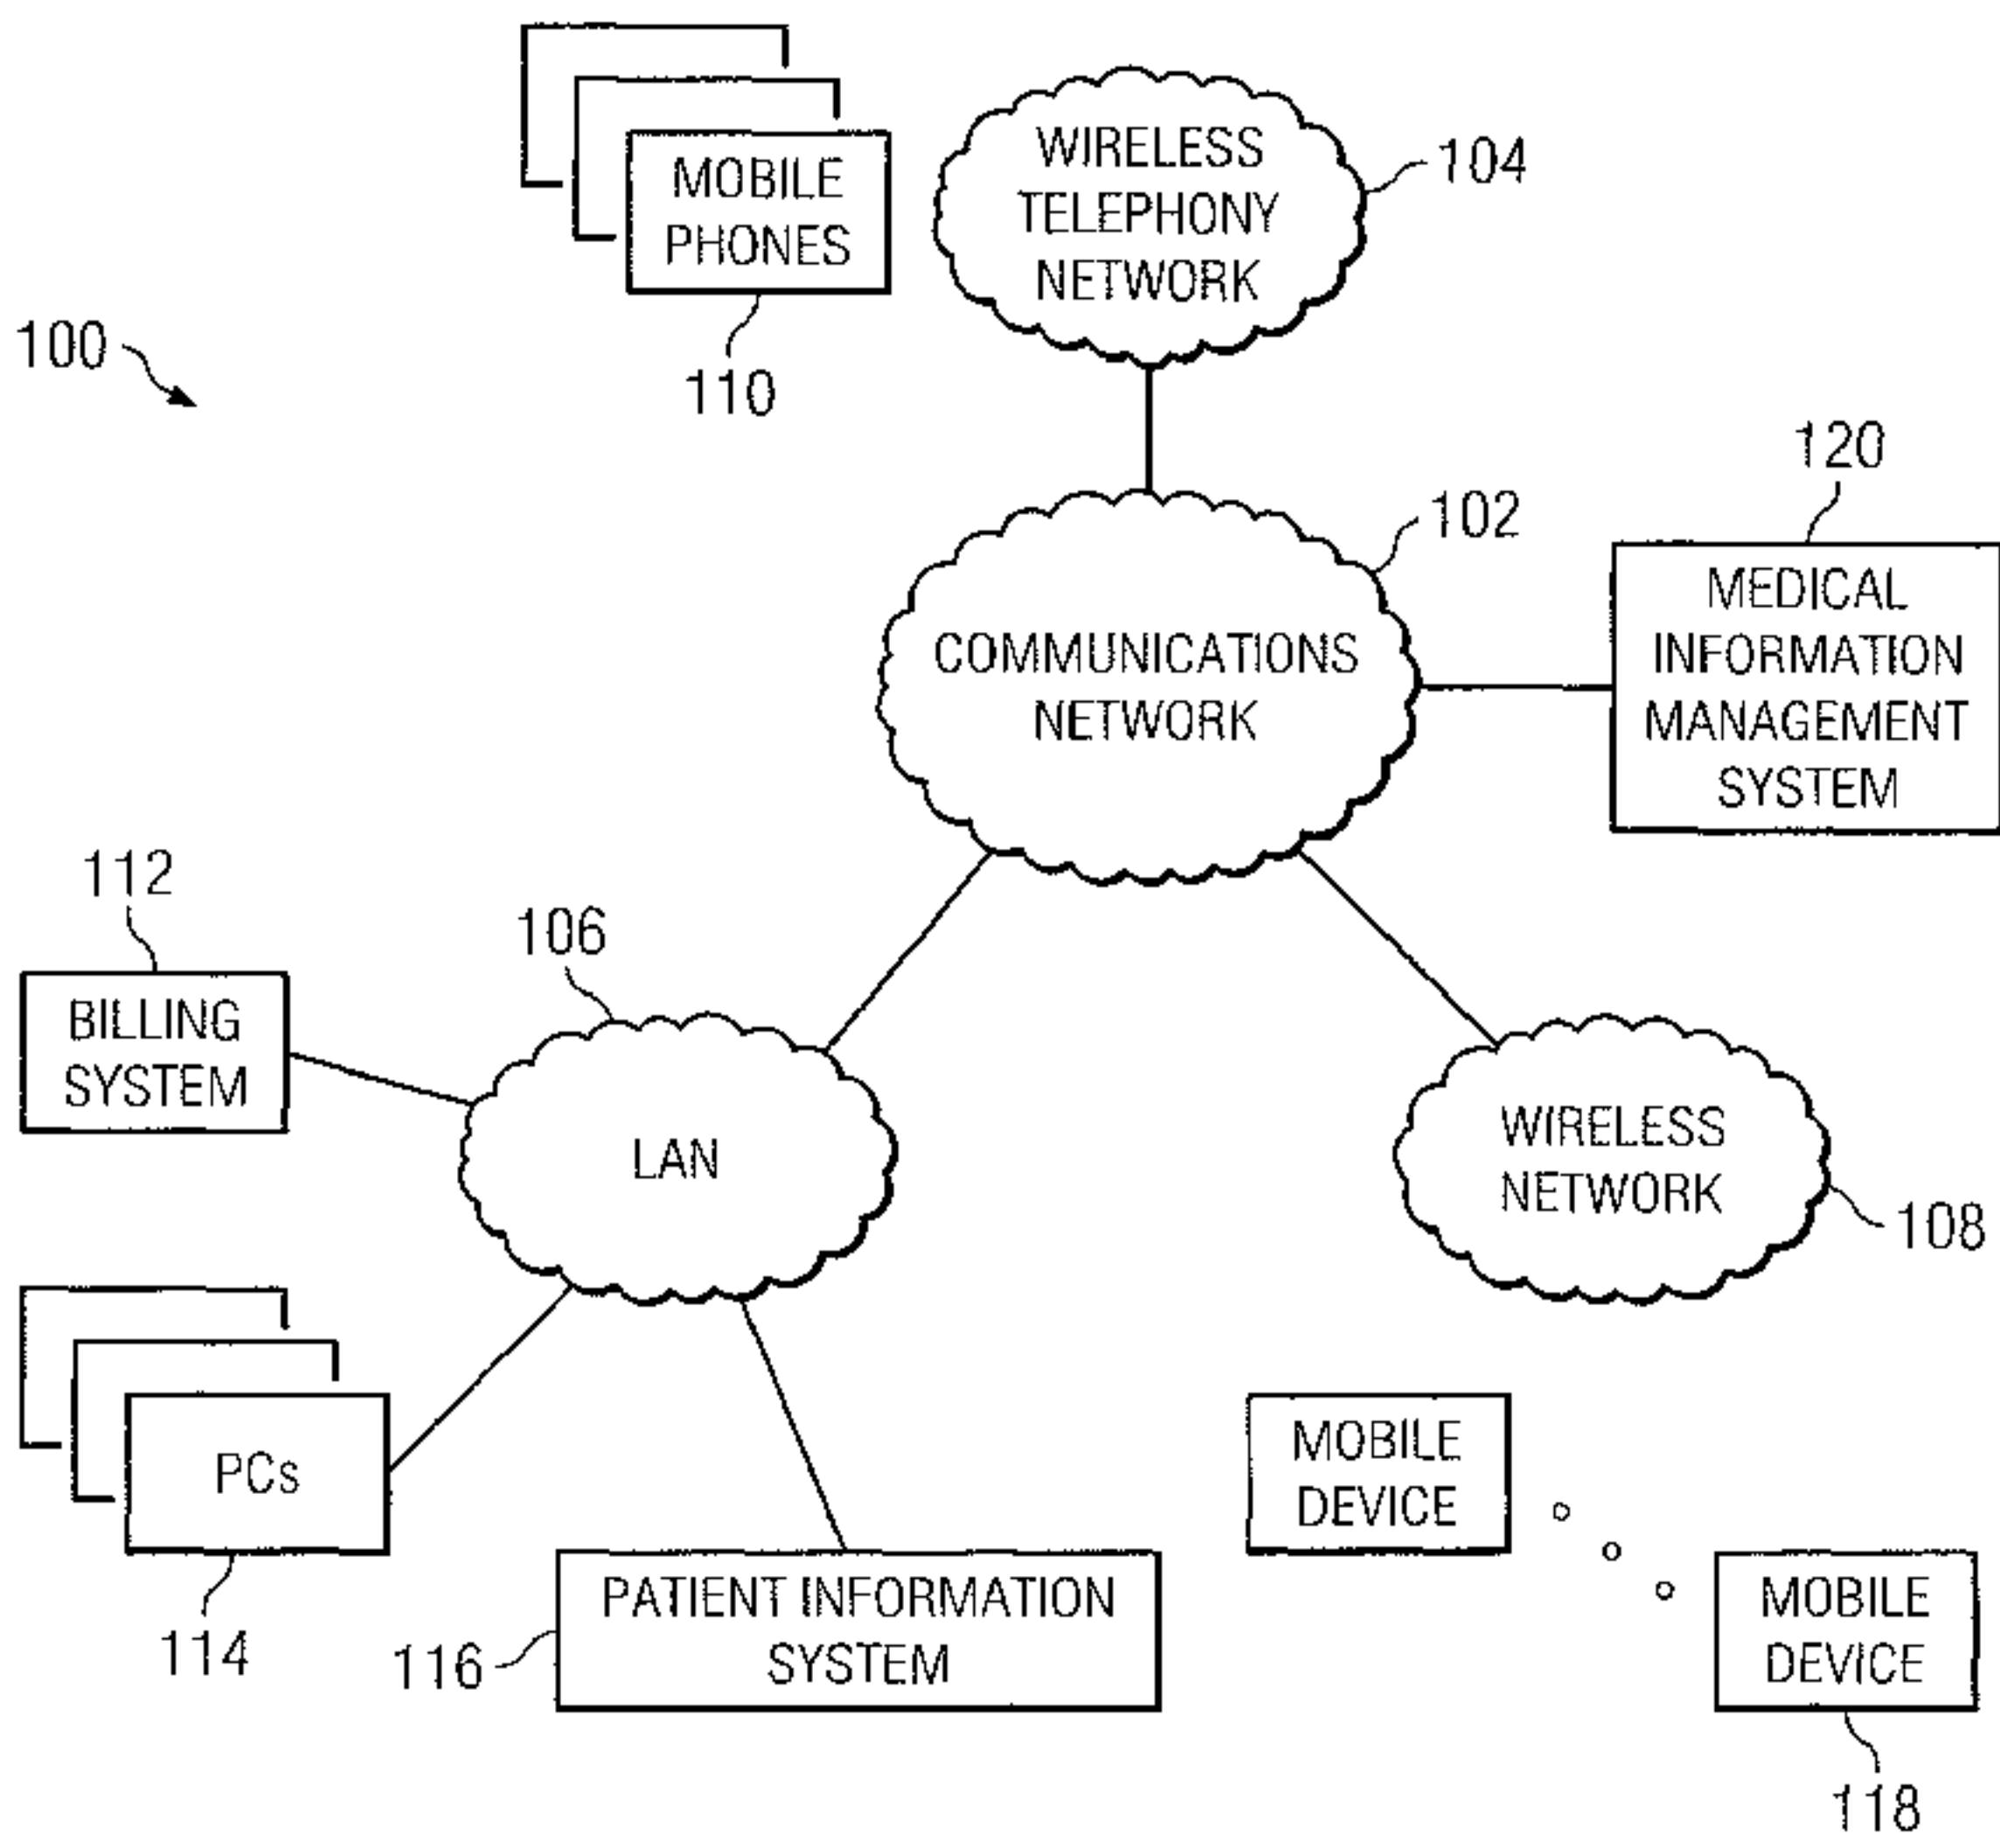 MOBILE
PHONES
110
WIRELESS
TELEPHONY
NETWORK
104
100
102
COMMUNICATIONS
NETWORK
120
MEDICAL
INFORMATION
MANAGEMENT
SYSTEM
112
BILLING
SYSTEM
106
LAN
WIRELESS
NETWORK
108
PCs
114
PATIENT INFORMATION
SYSTEM
116
MOBILE
DEVICE
MOBILE
DEVICE
118